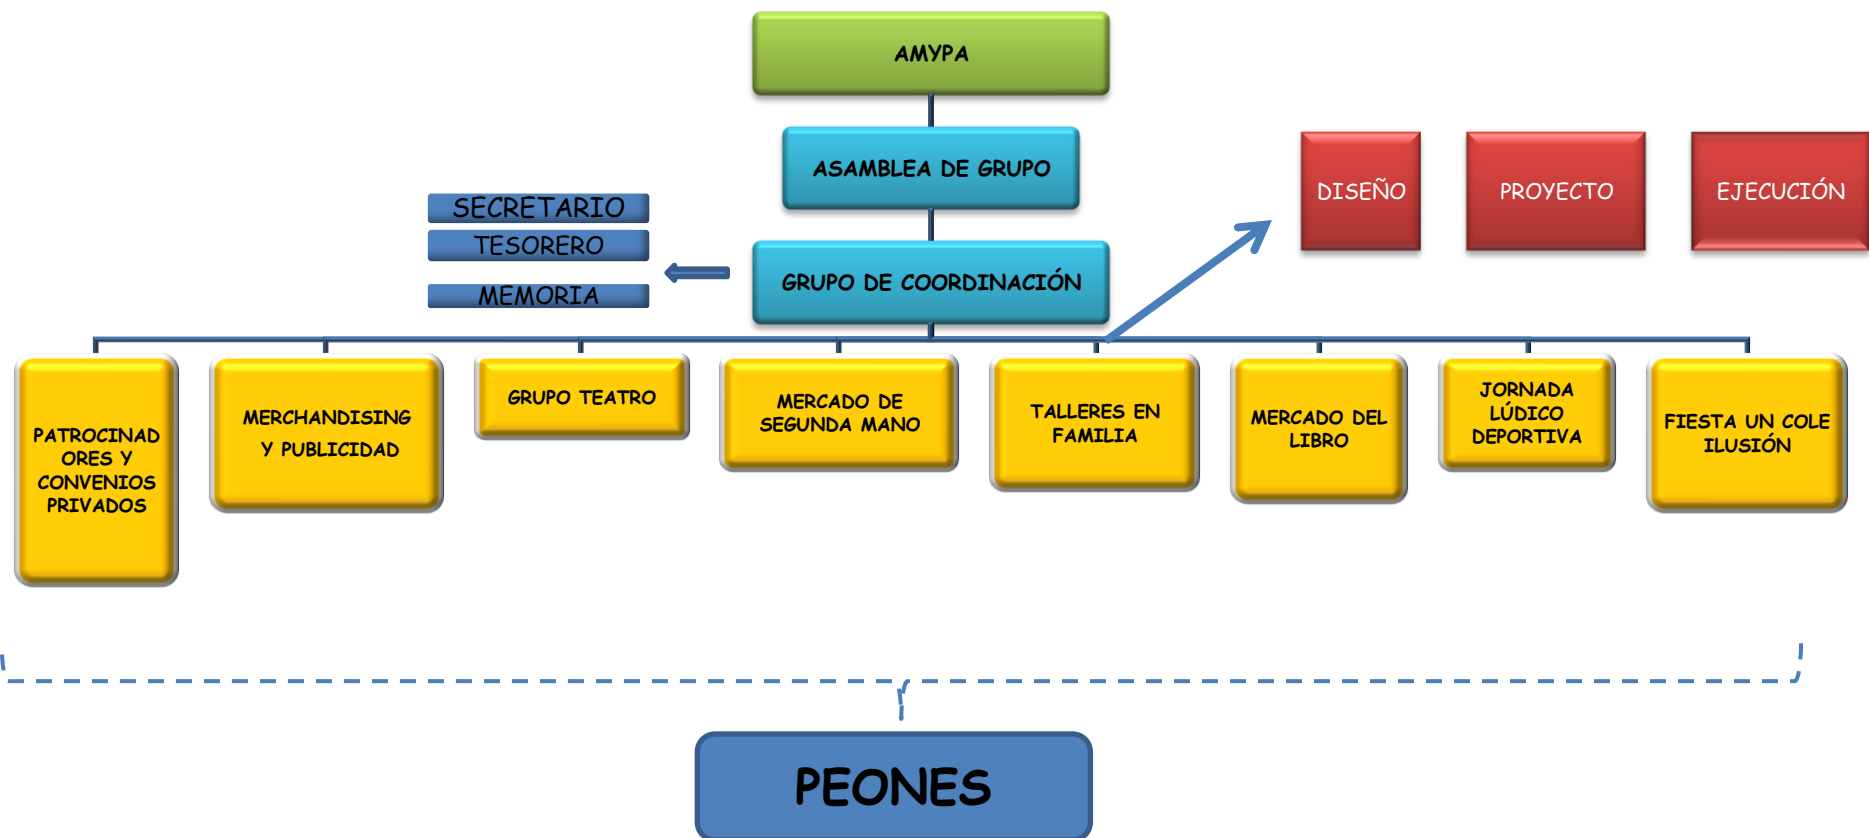 AMYPA
ASAMBLEA DE GRUPO
DISEÑO
PROYECTO
EJECUCIÓN
SECRETARIO
TESORERO
MEMORIA
GRUPO DE COORDINACIÓN
PATROCINAD
ORES Y
CONVENIOS
PRIVADOS
MERCHANDISING
Y PUBLICIDAD
GRUPO TEATRO
MERCADO DE
SEGUNDA MANO
TALLERES EN
FAMILIA
MERCADO DEL
LIBRO
JORNADA
LÚDICO
DEPORTIVA
FIESTA UN COLE
ILUSIÓN
PEONES